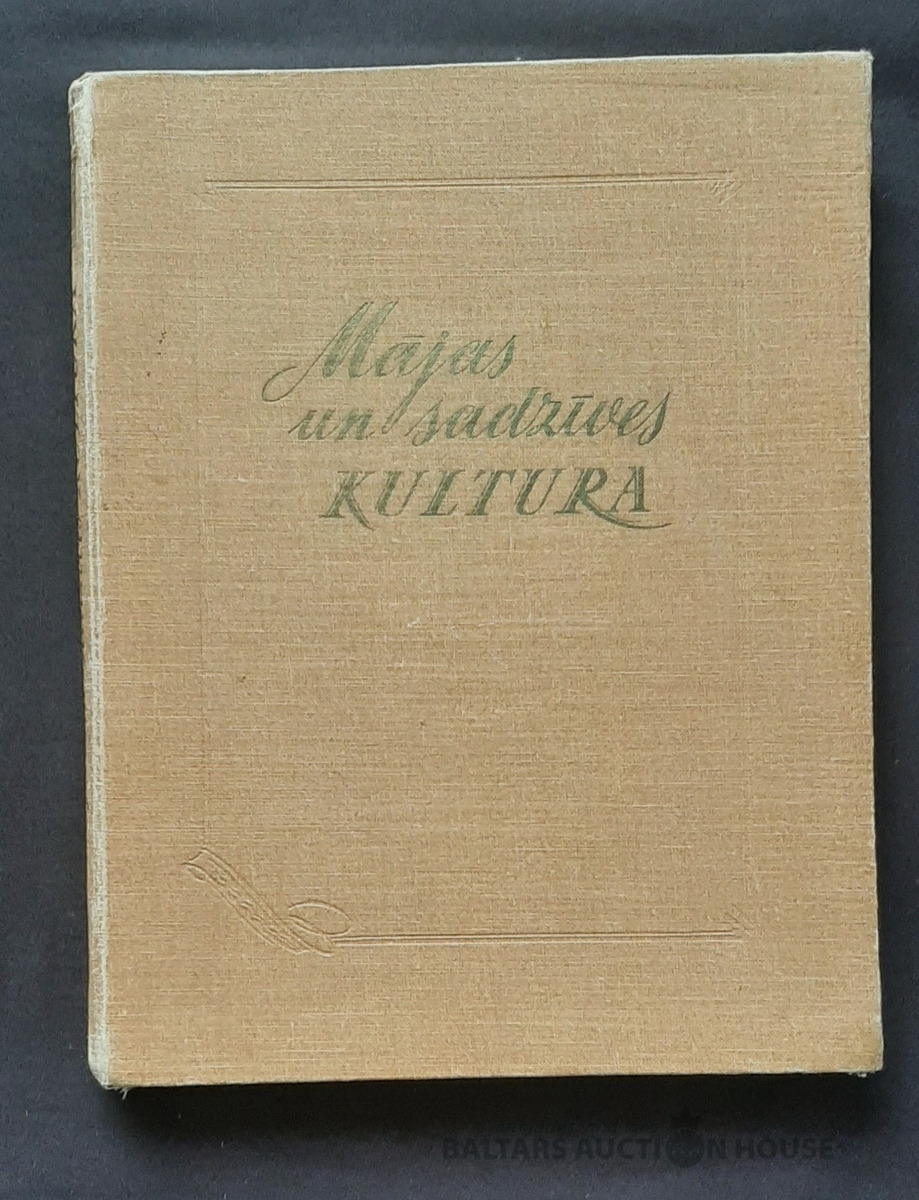 Mājas
un sadzīves
KULTURA
BALTARS AUCTION HOUSE